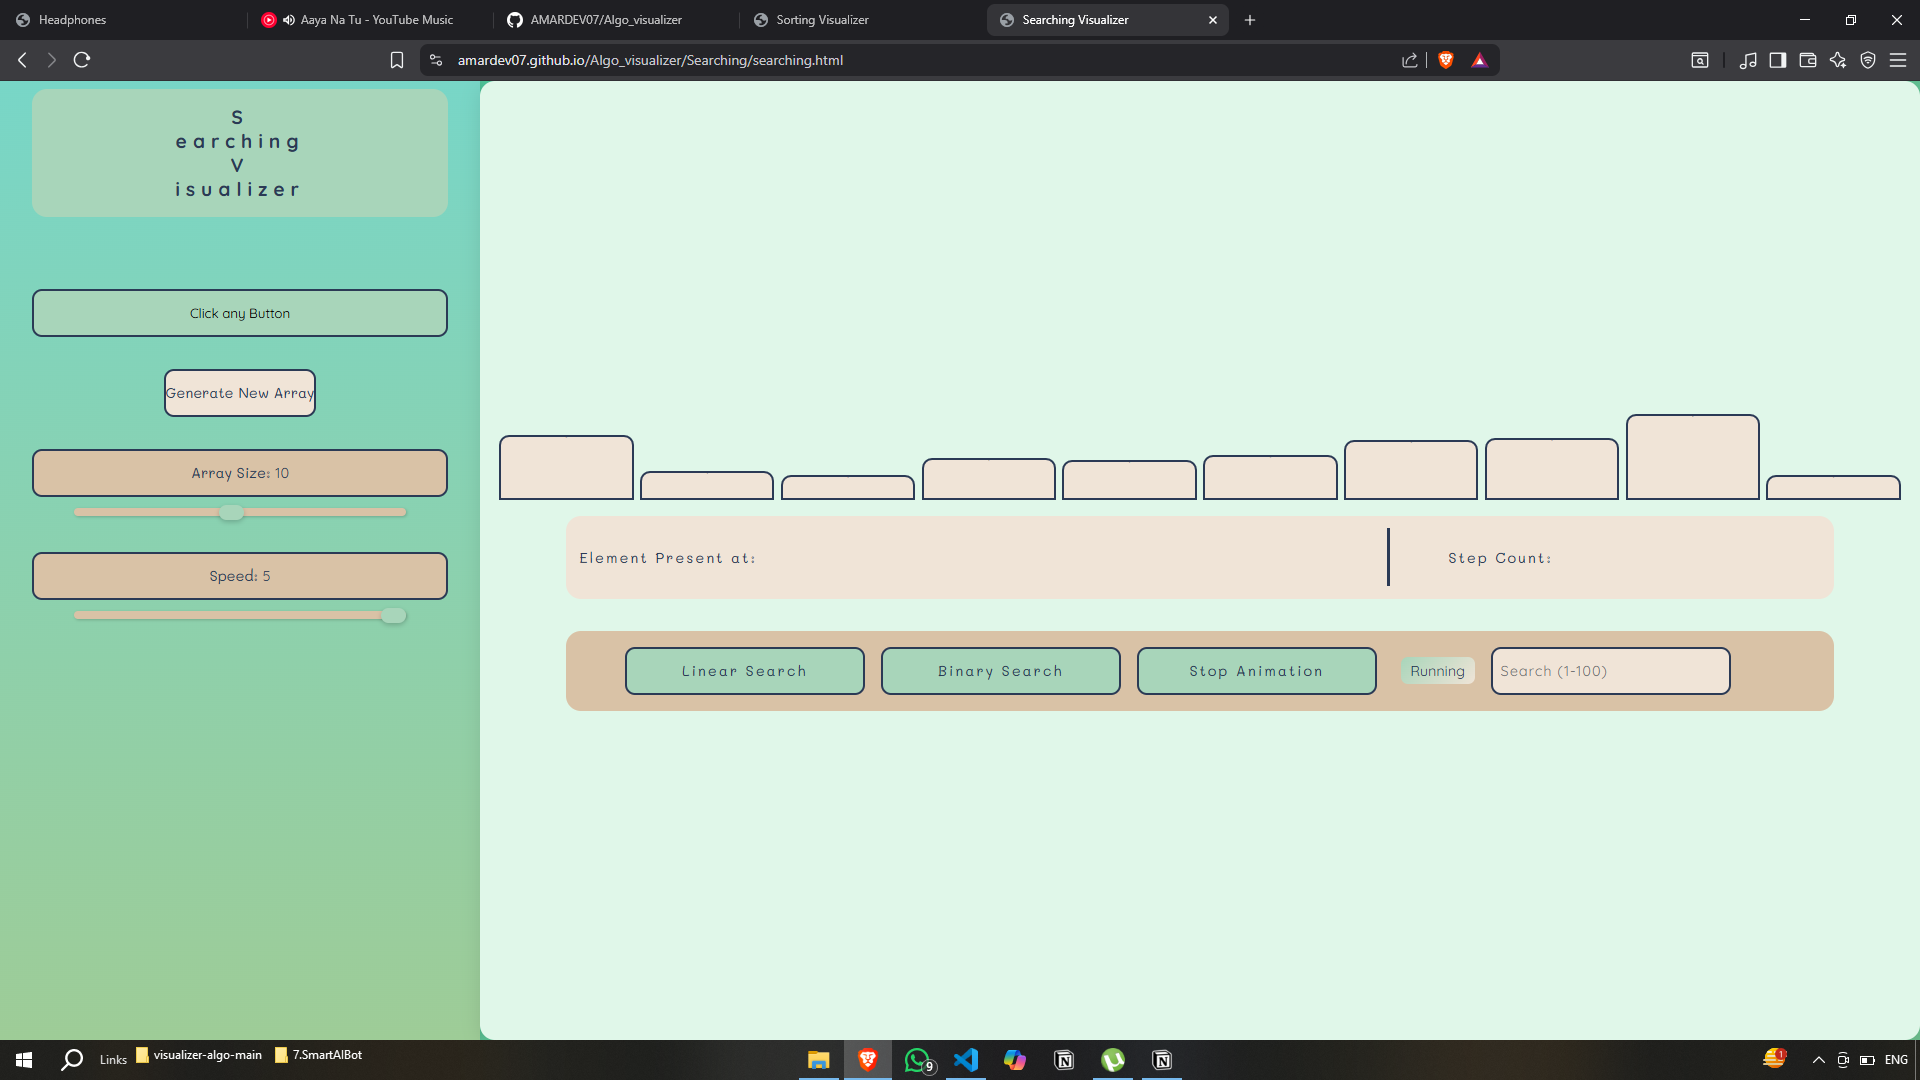 Headphones
Aaya Na Tu - YouTube Music
AMARDEV07/Algo_visualizer
Sorting Visualizer
Searching Visualizer
amardev07.github.io/Algo_visualizer/Searching/searching.html
S
earching
V
isualizer
Click any Button
Generate New Array
Array Size: 10
Speed: 5
Element Present at:
Step Count:
Linear Search
Binary Search
Stop Animation
Running
Search (1-100)
Links
visualizer-algo-main
7.SmartAIBot
9
1
ENG